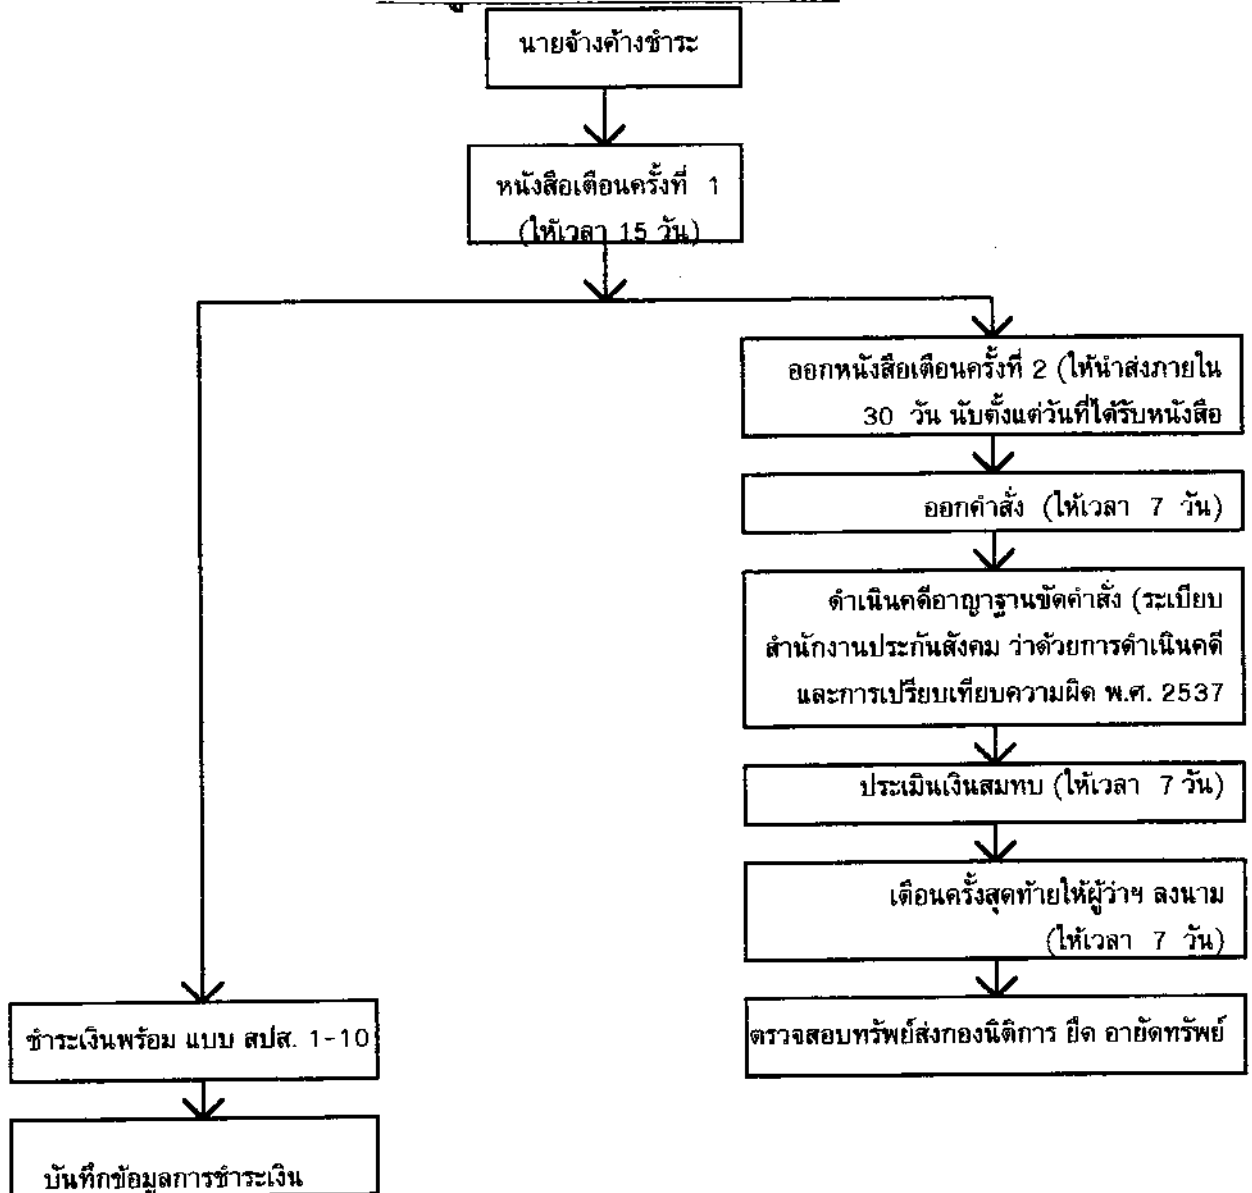 นายจ้างค้างชำระ
หนังสือเตือนครั้งที่ 1
(ให้เวลา 15 วัน)
ออกหนังสือเตือนครั้งที่ 2 (ให้นำส่งภายใน
30 วัน นับตั้งแต่วันที่ได้รับหนังสือ
ออกคำสั่ง (ให้เวลา 7 วัน)
ดำเนินคดีอาญาฐานขัดคำสั่ง (ระเบียบ
สำนักงานประกันสังคม ว่าด้วยการดำเนินคดี
และการเปรียบเทียบความผิด พ.ศ. 2537
ประเมินเงินสมทบ (ให้เวลา 7 วัน)
เตือนครั้งสุดท้ายให้ผู้ว่าฯ ลงนาม
(ให้เวลา 7 วัน)
ตรวจสอบทรัพย์ส่งกองนิติการ ยึด อายัดทรัพย์
ชำระเงินพร้อม แบบ สปส. 1-10
บันทึกข้อมูลการชำระเงิน